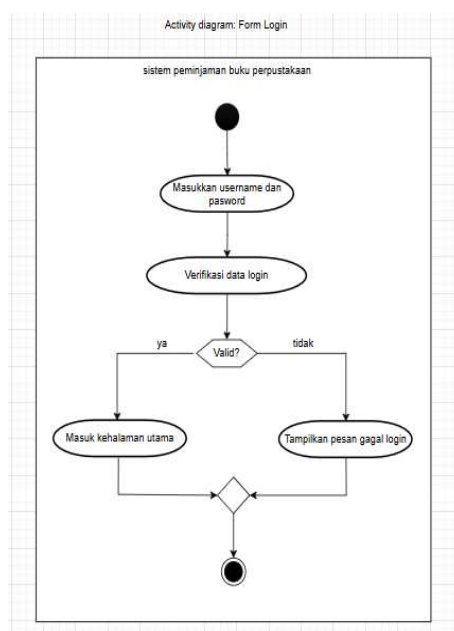 Activity diagram: Form Login
sistem peminjaman buku perpustakaan
Masukkan username dan
pasword
Verifikasi data login
ya
Valid?
tidak
Masuk kehalaman utama
Tampilkan pesan gagal login